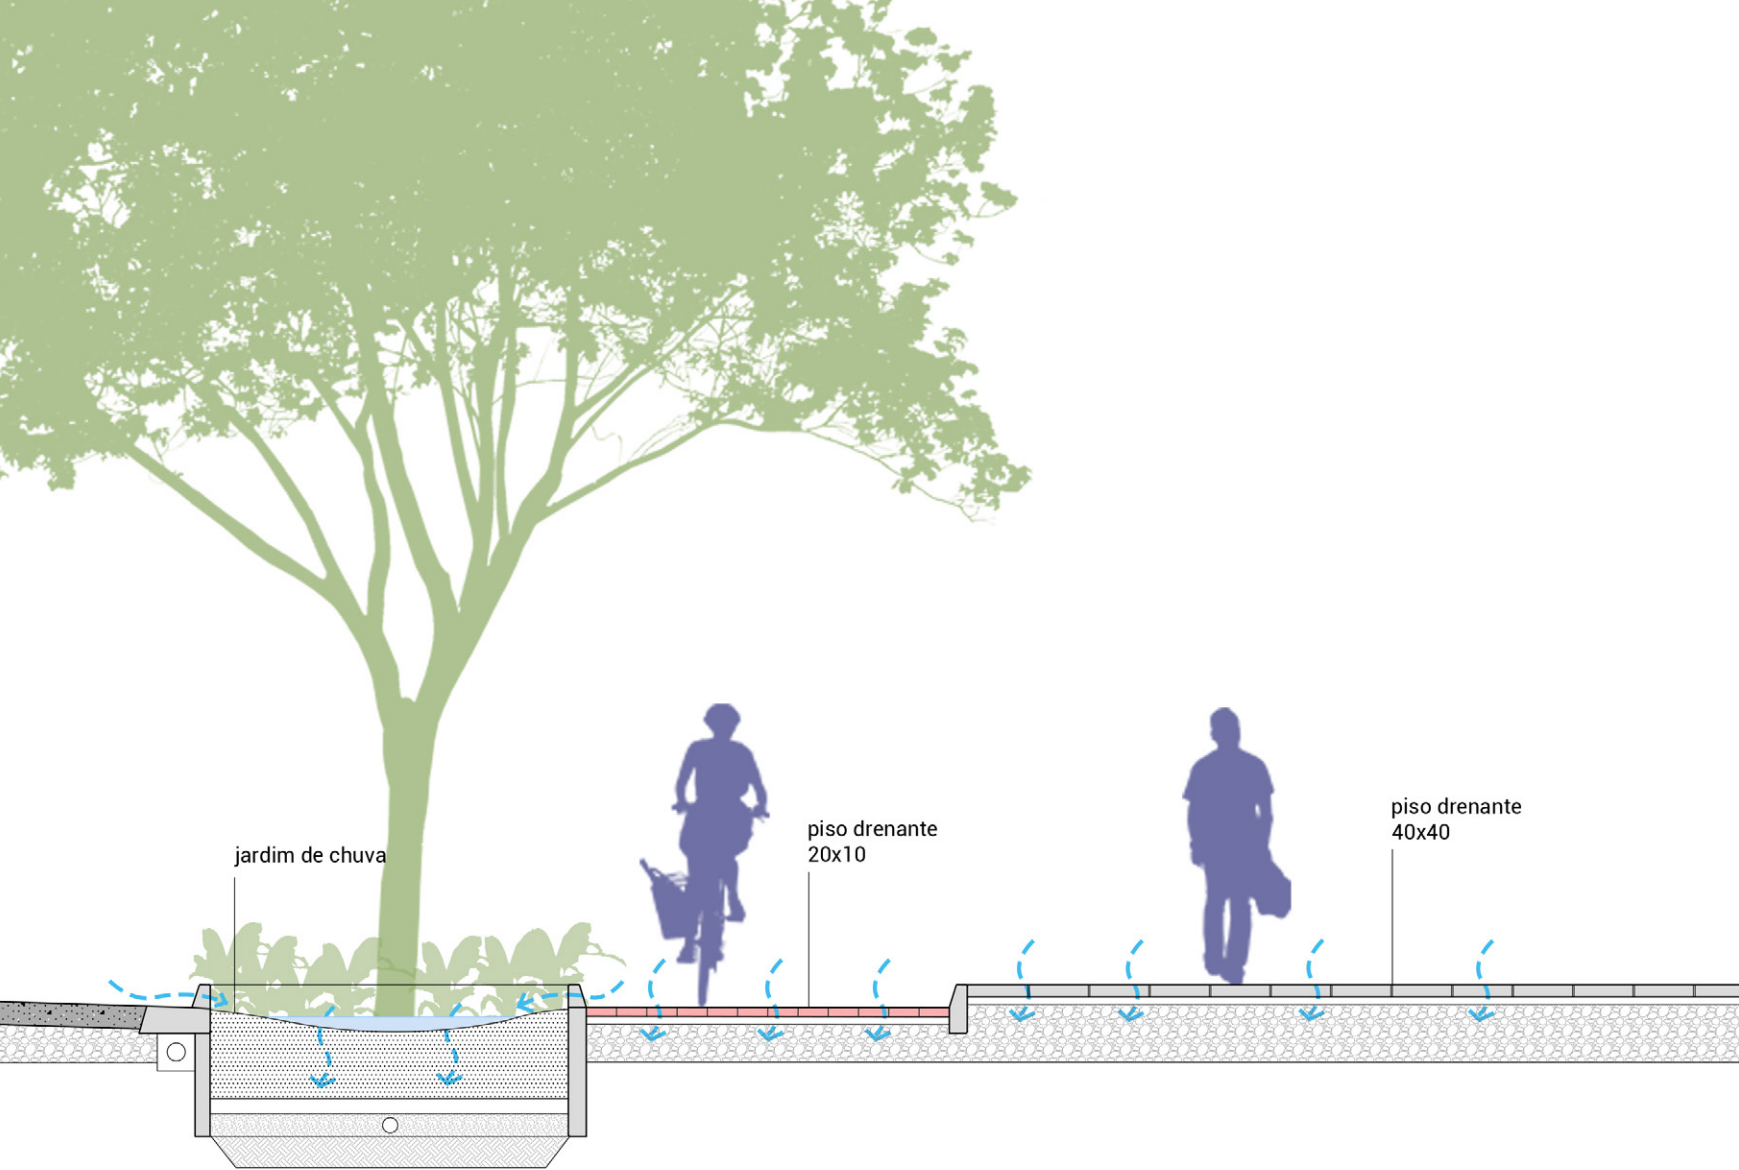 jardim de chuva
piso drenante
20x10
piso drenante
40x40